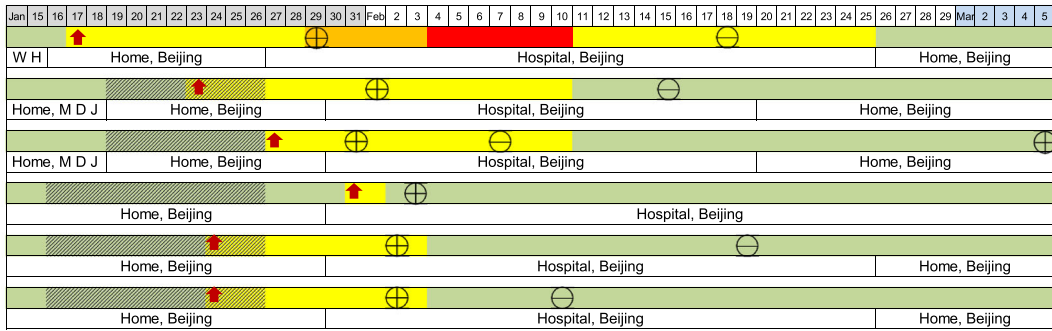 Jan 15 16 17 18 19 20 21 22 23 24 25 26 27 28 29 30 31 Feb 2 3 4 5 6 7 8 9 10 11 12 13 14 15 16 17 18 19 20 21 22 23 24 25 26 27 28 29 Mar 2 3 4 5
W H Home, Beijing Hospital, Beijing Home, Beijing
Home, M D J Home, Beijing Hospital, Beijing Home, Beijing
Home, M D J Home, Beijing Hospital, Beijing Home, Beijing
Home, Beijing Hospital, Beijing
Home, Beijing Hospital, Beijing Home, Beijing
Home, Beijing Hospital, Beijing Home, Beijing